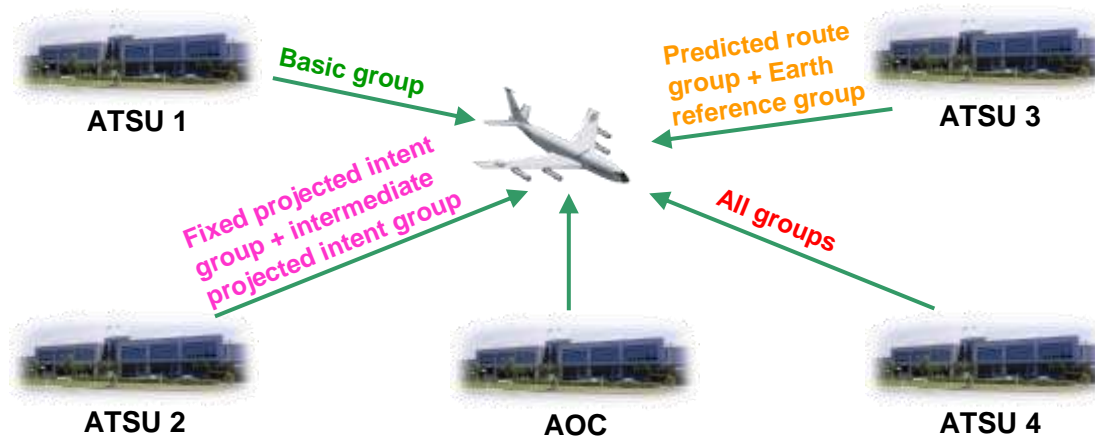 Basic group
Predicted route
group + Earth
reference group
ATSU 1
ATSU 3
Fixed projected intent
group + intermediate
projected intent group
All groups
ATSU 2
AOC
ATSU 4